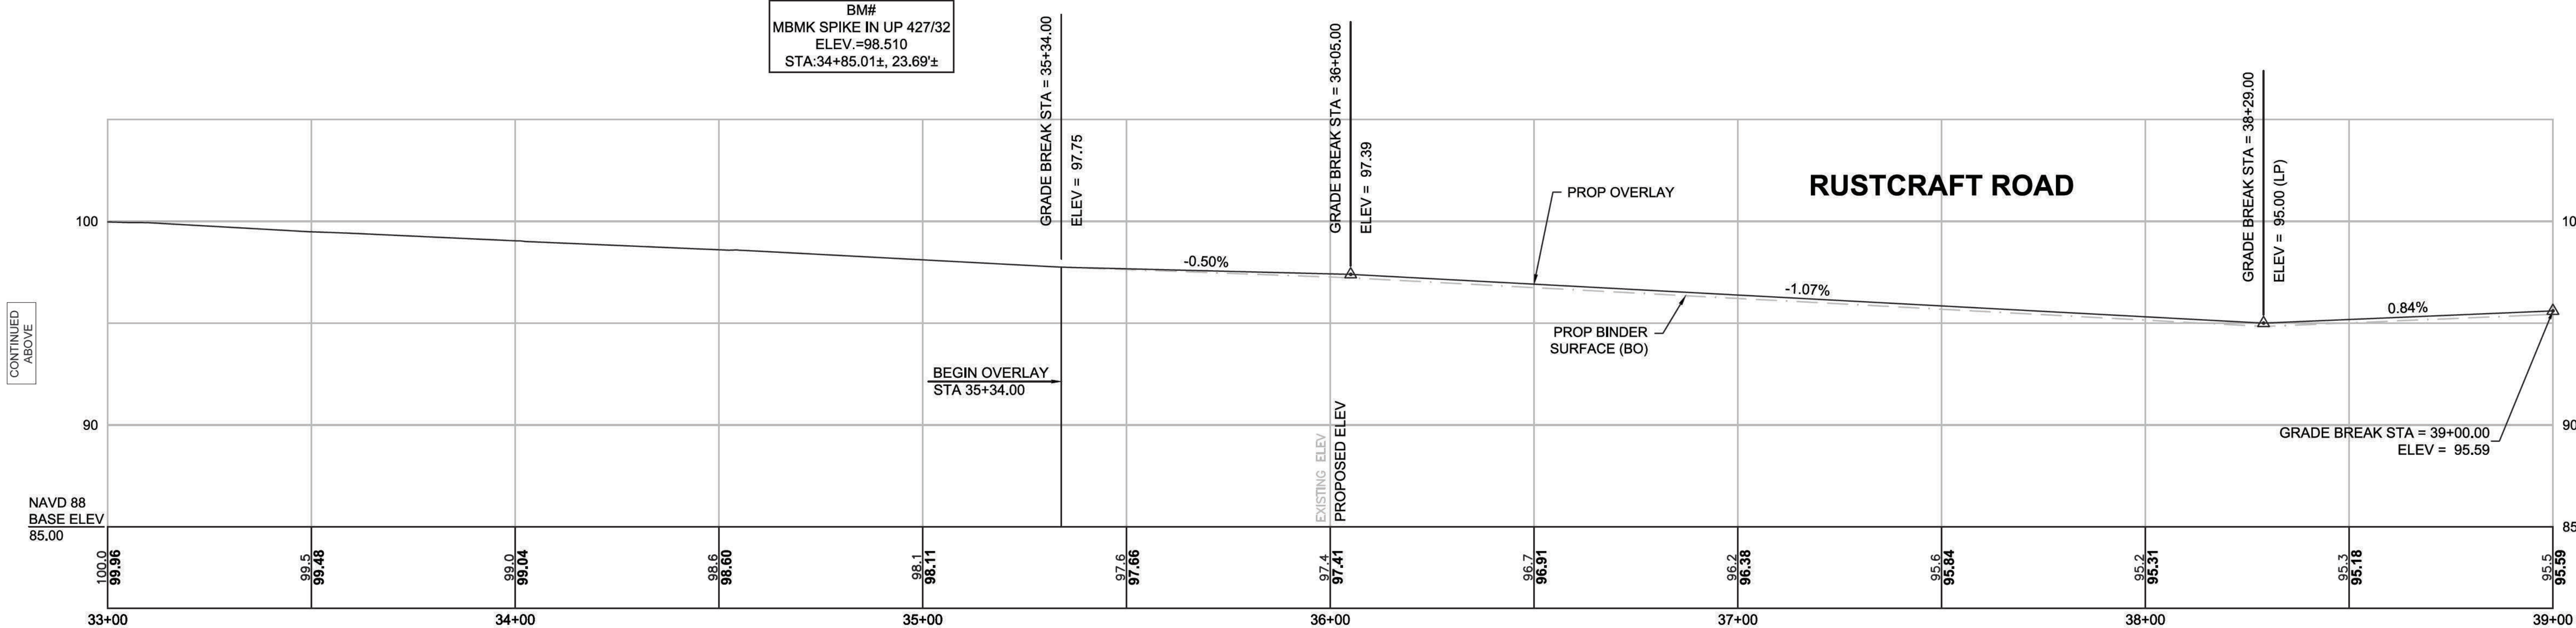 BM#
MBMK SPIKE IN UP 427/32
ELEV.=98.510
STA:34+85.01±, 23.69'±
GRADE BREAK STA = 35+34.00
ELEV = 97.75
GRADE BREAK STA = 36+05.00
ELEV = 97.39
GRADE BREAK STA = 38+29.00
ELEV = 95.00 (LP)
RUSTCRAFT ROAD
PROP OVERLAY
100
10
-0.50%
-1.07%
0.84%
CONTINUED
ABOVE
PROP BINDER
SURFACE (BO)
BEGIN OVERLAY
STA 35+34.00
90
90
GRADE BREAK STA = 39+00.00
ELEV = 95.59
EXISTING ELEV
PROPOSED ELEV
NAVD 88
BASE ELEV
85.00
85
100.0
99.96
99.5
99.48
99.0
99.04
98.6
98.60
98.1
98.11
97.6
97.66
97.4
97.41
96.7
96.91
96.2
96.38
95.6
95.84
95.2
95.31
95.3
95.18
95.5
95.59
33+00
34+00
35+00
36+00
37+00
38+00
39+00